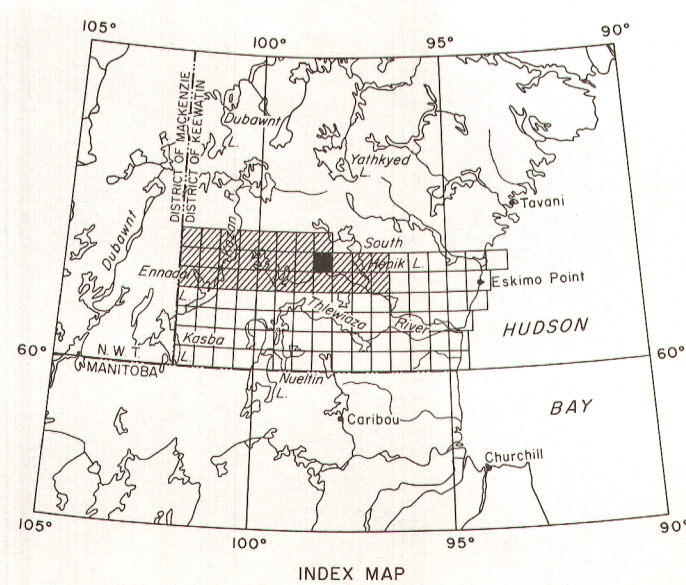 105°
100°
95°
90°
DISTRICT OF MACKENZIE
DISTRICT OF KEEWATIN
Dubawnt
L.
R.
Yathkyed
L.
Tavani
Dubawnt
Kazan
R.
South
Henik L.
Ennadai
L.
Eskimo Point
Thlewiaza
River
HUDSON
Kasba
L.
60°
N. W. T.
MANITOBA
60°
Nueltin
L.
BAY
Caribou
Churchill
105°
100°
95°
90°
INDEX MAP